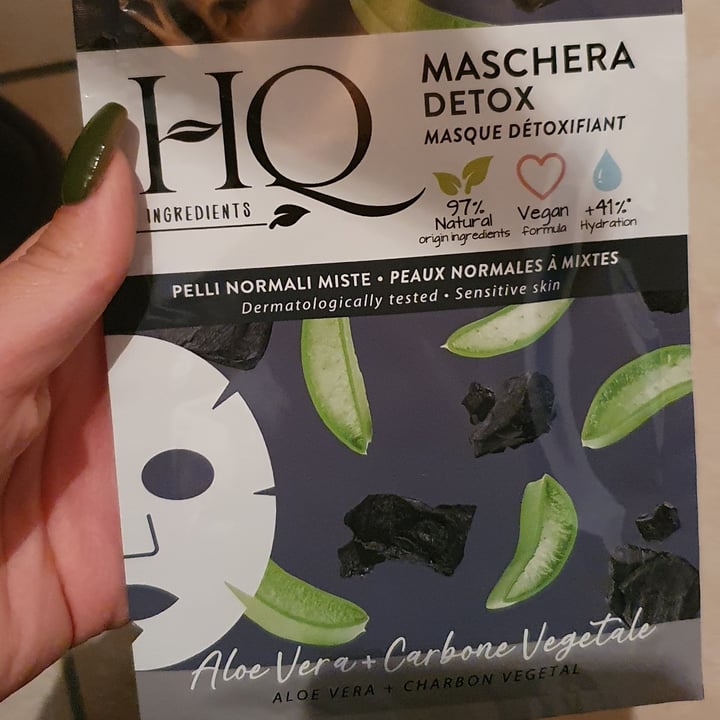 HQ
INGREDIENTS
MASCHERA
DETOX
MASQUE DÉTOXIFIANT
97%
Natural
origin ingredients
Vegan
formula
+41%*
Hydration
PELLI NORMALI MISTE • PEAUX NORMALES À MIXTES
Dermatologically tested • Sensitive skin
Aloe Vera + Carbone Vegetale
ALOE VERA + CHARBON VEGETAL